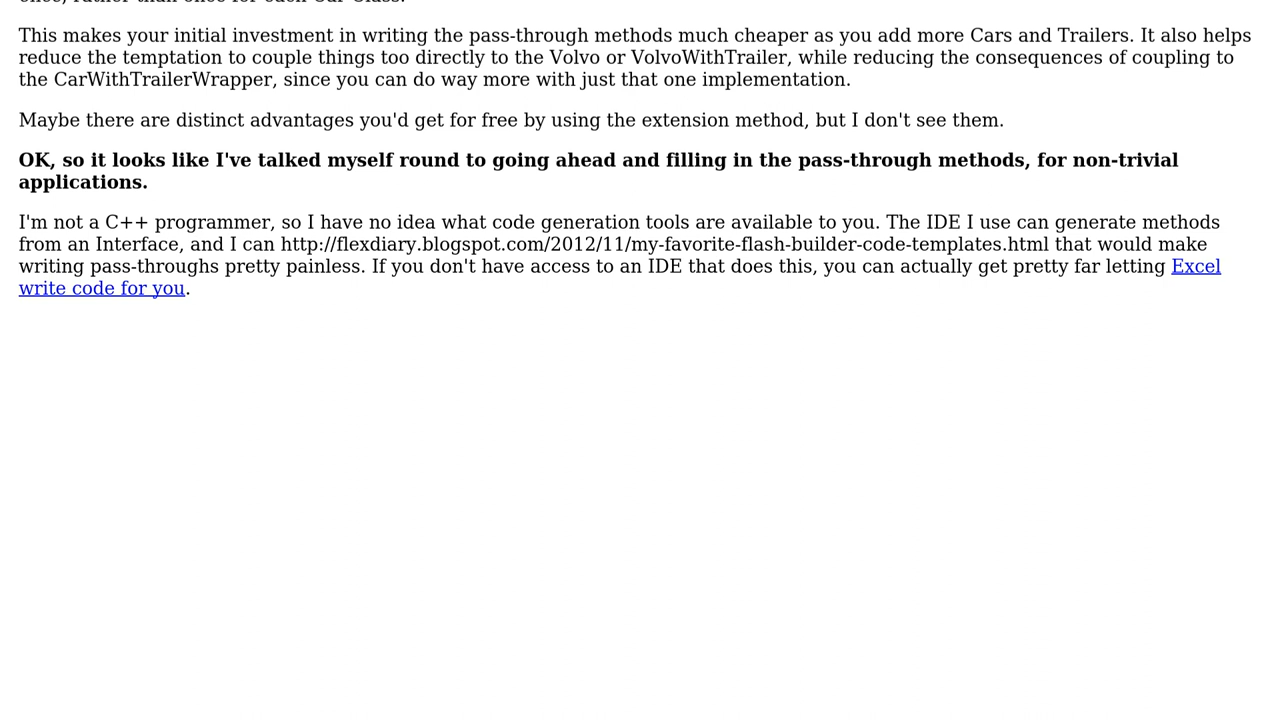 once, rather than once for each Car Class.
This makes your initial investment in writing the pass-through methods much cheaper as you add more Cars and Trailers. It also helps
reduce the temptation to couple things too directly to the Volvo or VolvoWithTrailer, while reducing the consequences of coupling to
the CarWithTrailerWrapper, since you can do way more with just that one implementation.
Maybe there are distinct advantages you'd get for free by using the extension method, but I don't see them.
OK, so it looks like I've talked myself round to going ahead and filling in the pass-through methods, for non-trivial
applications.
I'm not a C++ programmer, so I have no idea what code generation tools are available to you. The IDE I use can generate methods
from an Interface, and I can http://flexdiary.blogspot.com/2012/11/my-favorite-flash-builder-code-templates.html that would make
writing pass-throughs pretty painless. If you don't have access to an IDE that does this, you can actually get pretty far letting Excel
write code for you.